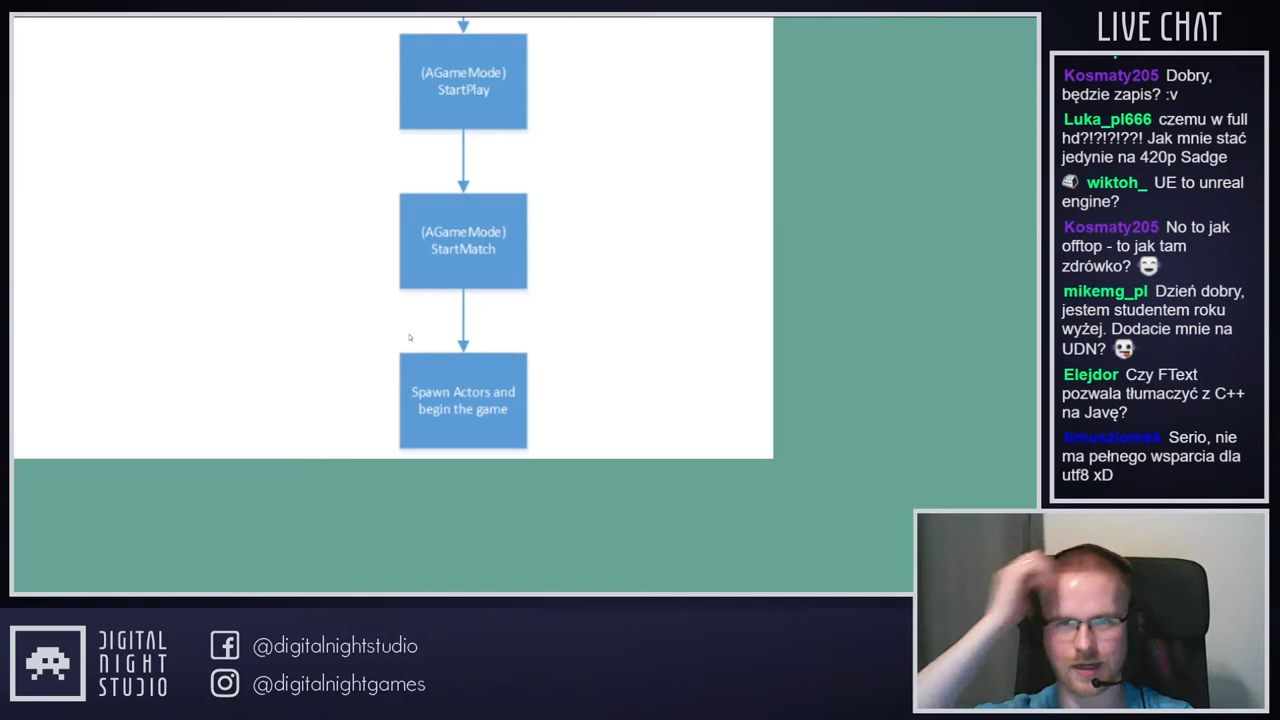 (AGameMode)
StartPlay
(AGameMode)
StartMatch
Spawn Actors and
begin the game
LIVE CHAT
Kosmaty205 Dobry,
będzie zapis? :v
Luka_pl666 czemu w full
hd?!?!?!??! Jak mnie stać
jedynie na 420p Sadge
wiktoh_ UE to unreal
engine?
Kosmaty205 No to jak
offtop - to jak tam
zdrówko?
mikemg_pl Dzień dobry,
jestem studentem roku
wyżej. Dodacie mnie na
UDN?
Elejdor Czy FText
pozwala tłumaczyć z C++
na Javę?
timusziomek Serio, nie
ma pełnego wsparcia dla
utf8 xD
DIGITAL
NIGHT
STUDIO
@digitalnightstudio
@digitalnightgames